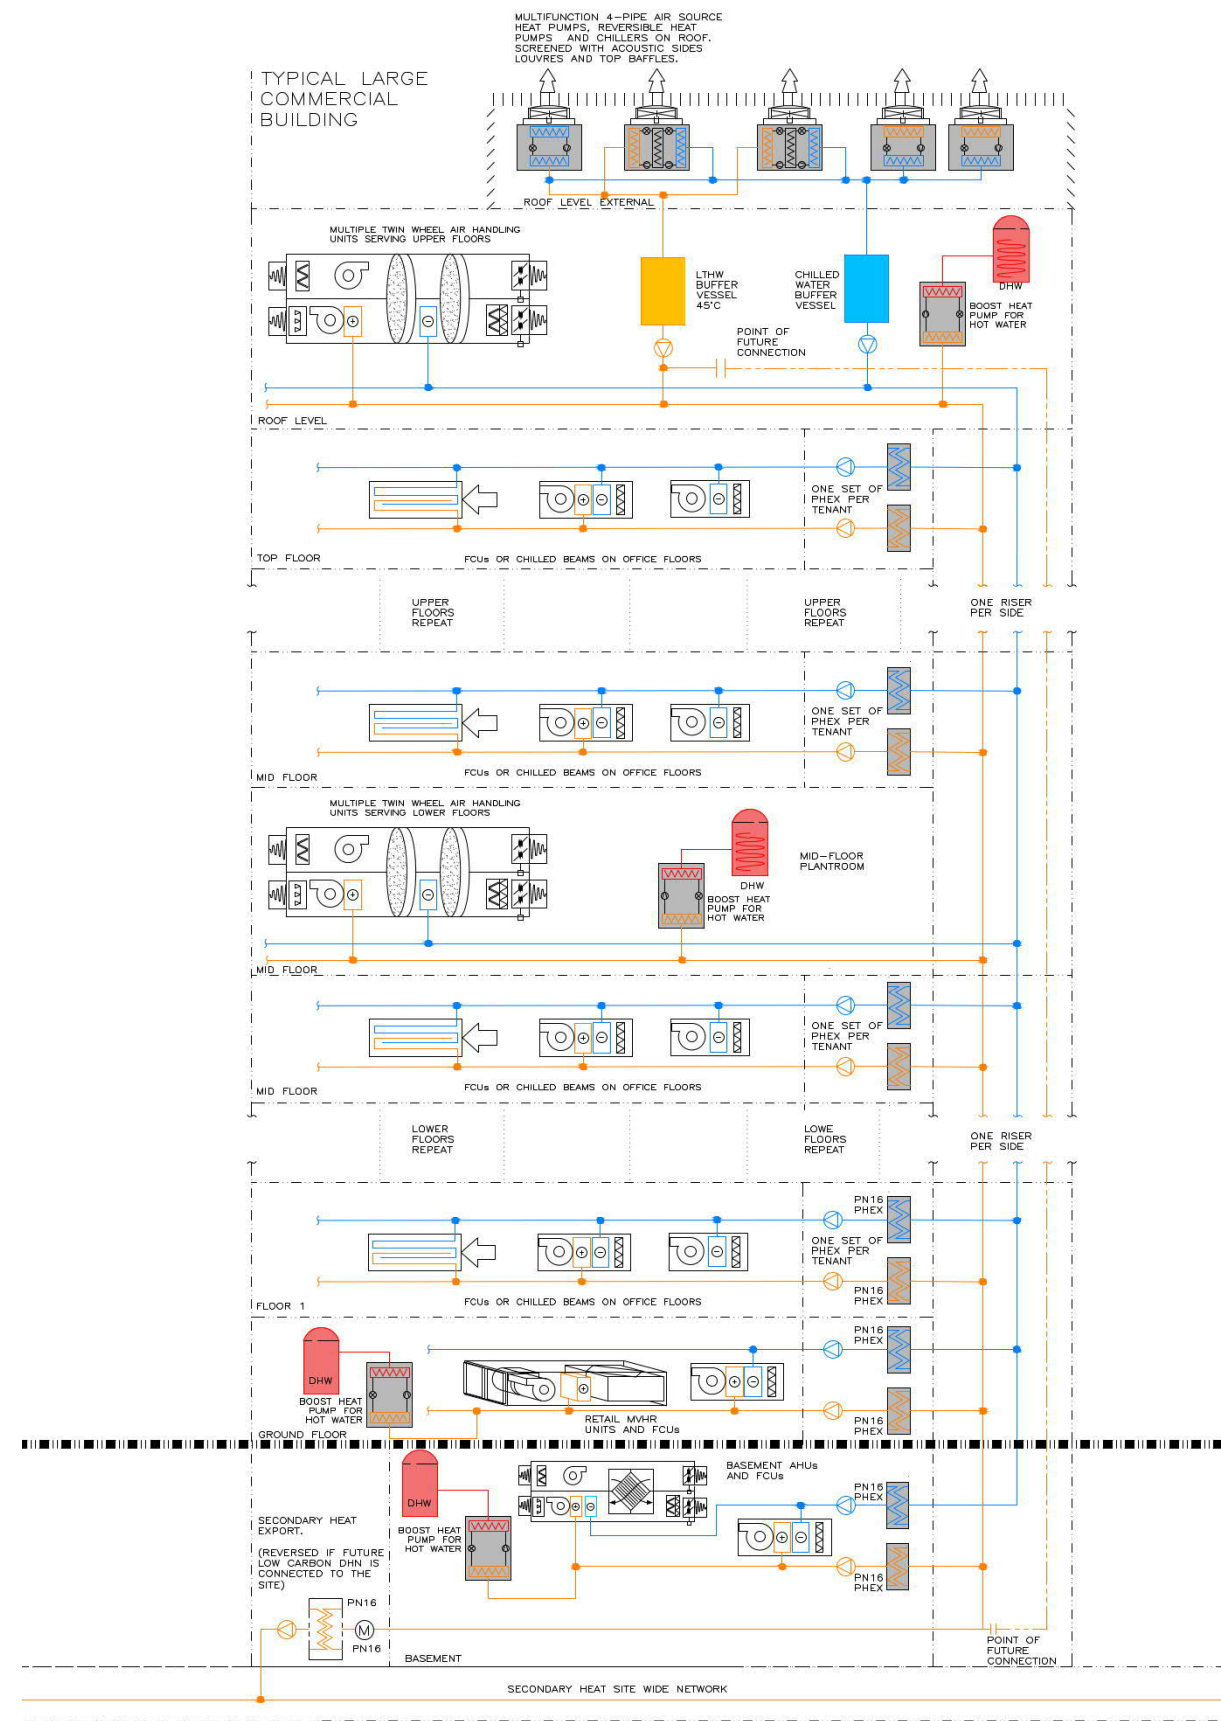 MULTIFUNCTION 4-PIPE AIR SOURCE
HEAT PUMPS, REVERSIBLE HEAT
PUMPS AND CHILLERS ON ROOF.
SCREENED WITH ACOUSTIC SIDES
LOUVRES AND TOP BAFFLES.
TYPICAL LARGE
COMMERCIAL
BUILDING
ROOF LEVEL EXTERNAL
MULTIPLE TWIN WHEEL AIR HANDLING
UNITS SERVING UPPER FLOORS
LTHW
BUFFER
VESSEL
45°C
CHILLED
WATER
BUFFER
VESSEL
DHW
BOOST HEAT
PUMP FOR
HOT WATER
POINT OF
FUTURE
CONNECTION
ROOF LEVEL
ONE SET OF
PHEX PER
TENANT
TOP FLOOR
FCUs OR CHILLED BEAMS ON OFFICE FLOORS
UPPER
FLOORS
REPEAT
UPPER
FLOORS
REPEAT
ONE RISER
PER SIDE
ONE SET OF
PHEX PER
TENANT
MID FLOOR
FCUs OR CHILLED BEAMS ON OFFICE FLOORS
MULTIPLE TWIN WHEEL AIR HANDLING
UNITS SERVING LOWER FLOORS
MID-FLOOR
PLANTROOM
DHW
BOOST HEAT
PUMP FOR
HOT WATER
MID FLOOR
ONE SET OF
PHEX PER
TENANT
MID FLOOR
FCUs OR CHILLED BEAMS ON OFFICE FLOORS
LOWER
FLOORS
REPEAT
LOWE
FLOORS
REPEAT
ONE RISER
PER SIDE
PN16
PHEX
ONE SET OF
PHEX PER
TENANT
PN16
PHEX
FLOOR 1
FCUs OR CHILLED BEAMS ON OFFICE FLOORS
PN16
PHEX
DHW
BOOST HEAT
PUMP FOR
HOT WATER
RETAIL MVHR
UNITS AND FCUs
PN16
PHEX
GROUND FLOOR
BASEMENT AHUs
AND FCUs
PN16
PHEX
DHW
BOOST HEAT
PUMP FOR
HOT WATER
SECONDARY HEAT
EXPORT.
(REVERSED IF FUTURE
LOW CARBON DHN IS
CONNECTED TO THE
SITE)
PN16
PHEX
PN16
M
PN16
POINT OF
FUTURE
CONNECTION
BASEMENT
SECONDARY HEAT SITE WIDE NETWORK